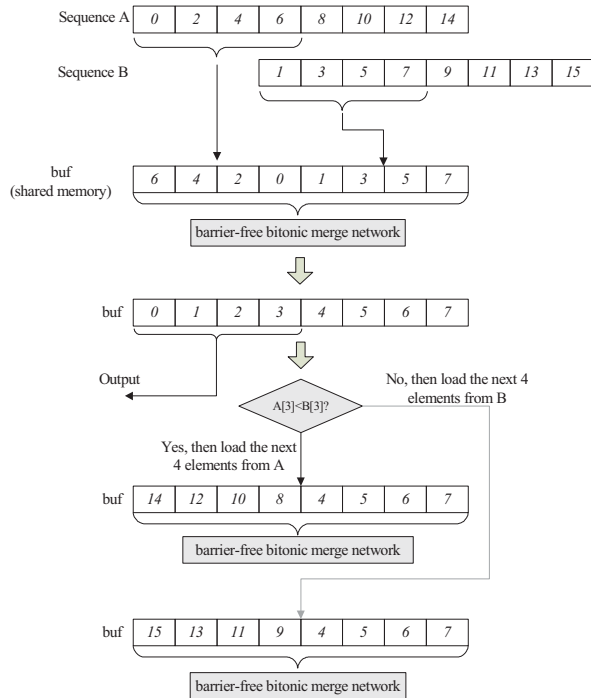 Sequence A 0 2 4 6 8 10 12 14
Sequence B 1 3 5 7 9 11 13 15
buf
(shared memory)
6 4 2 0 1 3 5 7
barrier-free bitonic merge network
buf 0 1 2 3 4 5 6 7
Output
A[3]<B[3]?
No, then load the next 4
elements from B
Yes, then load the next
4 elements from A
buf 14 12 10 8 4 5 6 7
barrier-free bitonic merge network
buf 15 13 11 9 4 5 6 7
barrier-free bitonic merge network